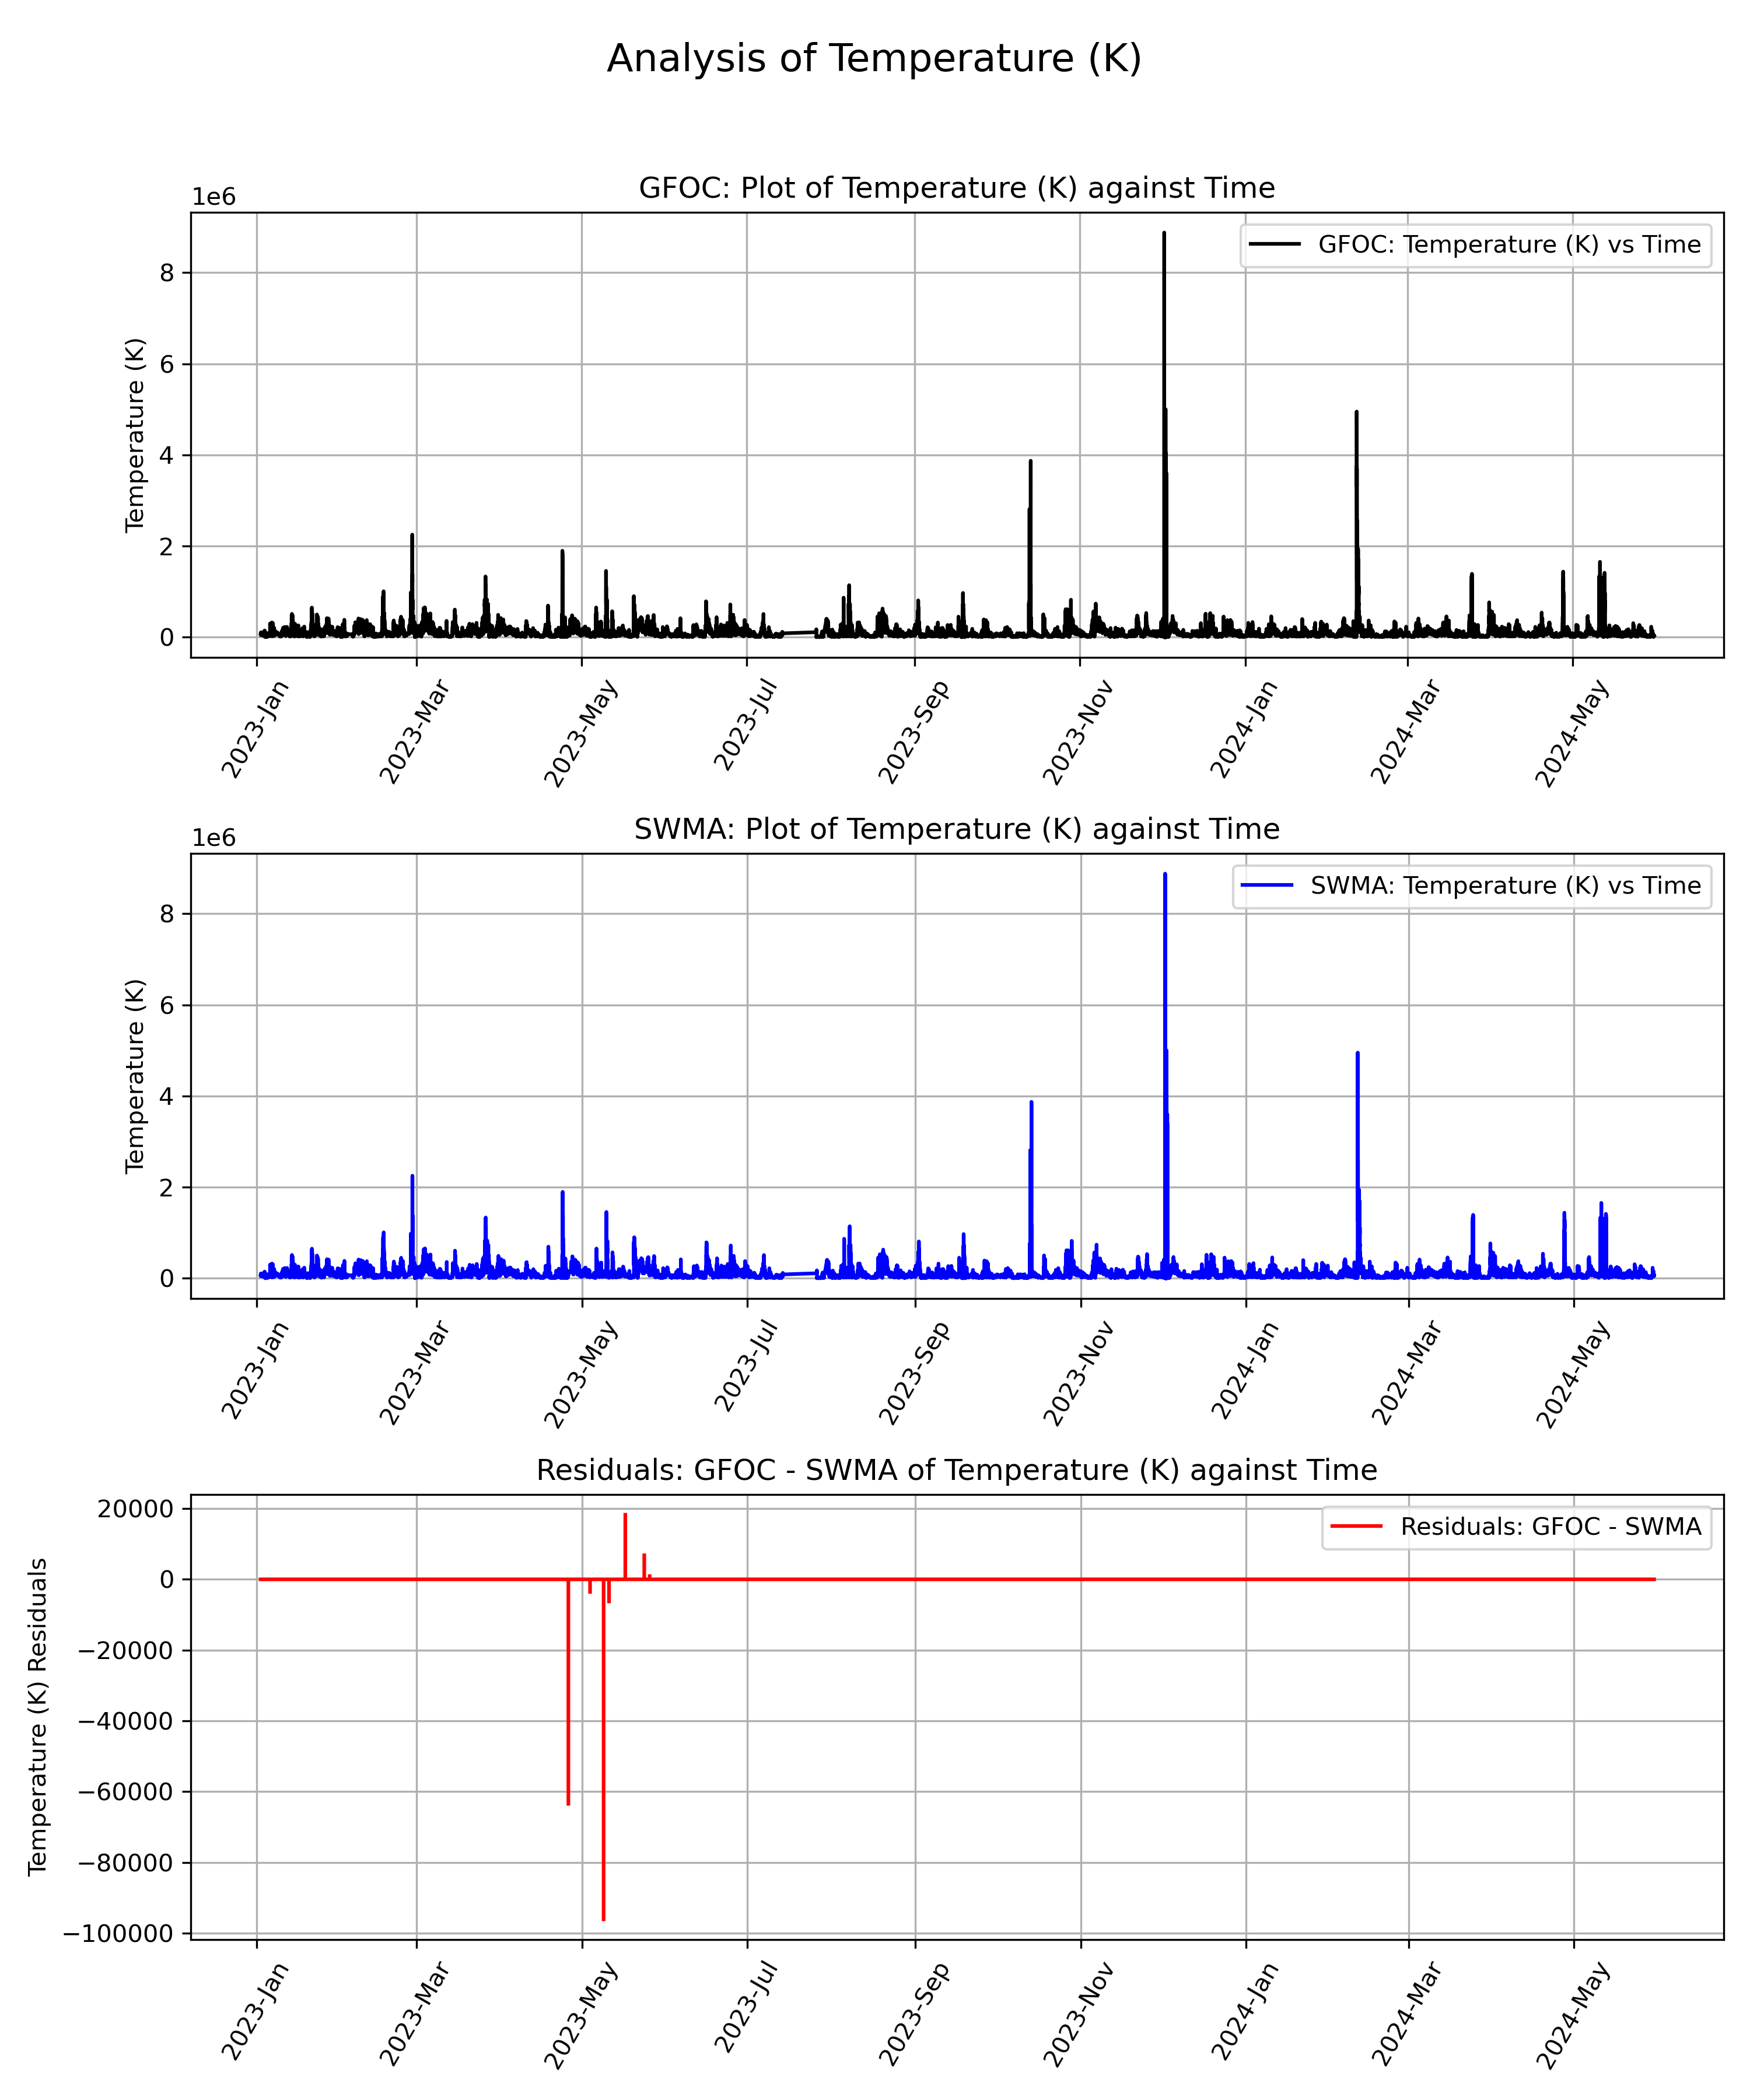 Analysis of Temperature (K)
GFOC: Plot of Temperature (K) against Time
1e6
GFOC: Temperature (K) vs Time
Temperature (K)
8
6
4
2
0
2023-Jan
2023-Mar
2023-May
2023-Jul
2023-Sep
2023-Nov
2024-Jan
2024-Mar
2024-May
SWMA: Plot of Temperature (K) against Time
1e6
SWMA: Temperature (K) vs Time
Temperature (K)
8
6
4
2
0
2023-Jan
2023-Mar
2023-May
2023-Jul
2023-Sep
2023-Nov
2024-Jan
2024-Mar
2024-May
Residuals: GFOC - SWMA of Temperature (K) against Time
Residuals: GFOC - SWMA
Temperature (K) Residuals
20000
0
−20000
−40000
−60000
−80000
−100000
2023-Jan
2023-Mar
2023-May
2023-Jul
2023-Sep
2023-Nov
2024-Jan
2024-Mar
2024-May